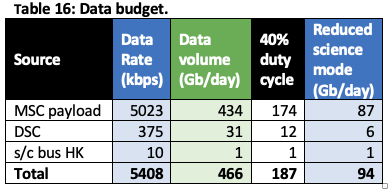 Table 16: Data budget.
Source Data Rate (kbps) Data volume (Gb/day) 40% duty cycle Reduced science mode (Gb/day)
MSC payload 5023 434 174 87
DSC 375 31 12 6
s/c bus HK 10 1 1 1
Total 5408 466 187 94